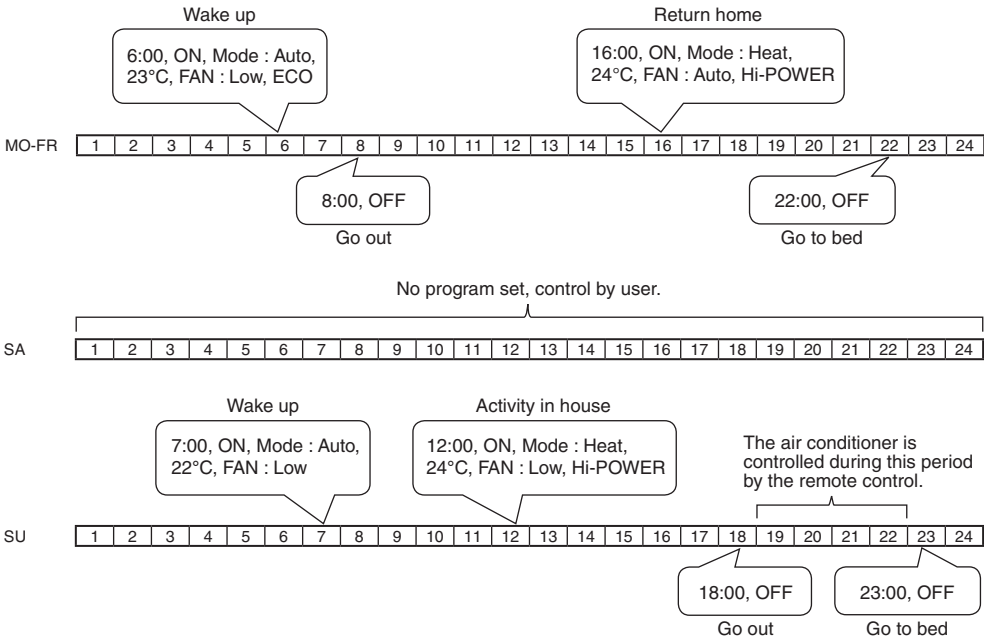 Wake up
6:00, ON, Mode : Auto,
23°C, FAN : Low, ECO
Return home
16:00, ON, Mode : Heat,
24°C, FAN : Auto, Hi-POWER
MO-FR 1 2 3 4 5 6 7 8 9 10 11 12 13 14 15 16 17 18 19 20 21 22 23 24
8:00, OFF
Go out
22:00, OFF
Go to bed
No program set, control by user.
SA 1 2 3 4 5 6 7 8 9 10 11 12 13 14 15 16 17 18 19 20 21 22 23 24
Wake up
7:00, ON, Mode : Auto,
22°C, FAN : Low
Activity in house
12:00, ON, Mode : Heat,
24°C, FAN : Low, Hi-POWER
The air conditioner is
controlled during this period
by the remote control.
SU 1 2 3 4 5 6 7 8 9 10 11 12 13 14 15 16 17 18 19 20 21 22 23 24
18:00, OFF
Go out
23:00, OFF
Go to bed